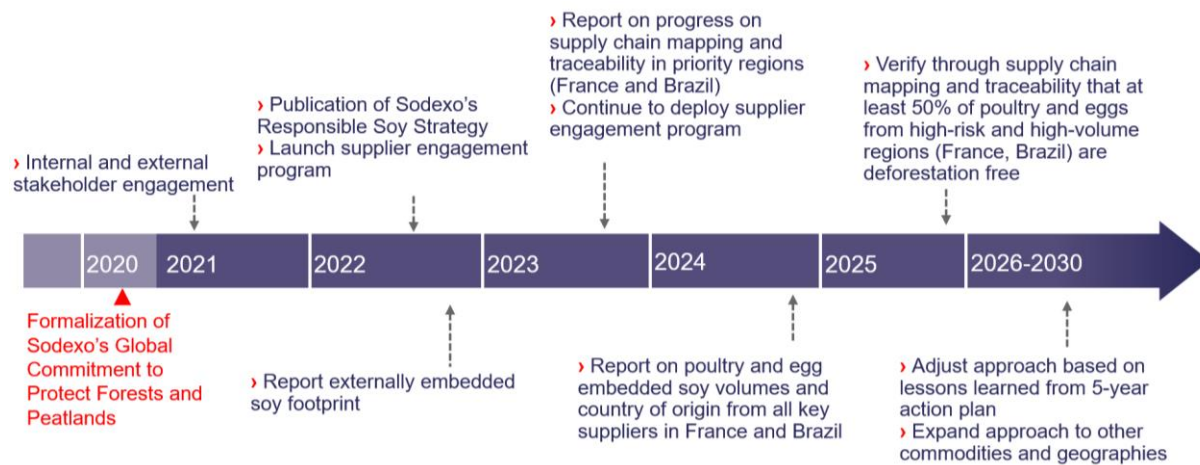 › Report on progress on
supply chain mapping and
traceability in priority regions
(France and Brazil)
› Continue to deploy supplier
engagement program
› Verify through supply chain
mapping and traceability that at
least 50% of poultry and eggs
from high-risk and high-volume
regions (France, Brazil) are
deforestation free
› Publication of Sodexo's
Responsible Soy Strategy
› Launch supplier engagement
program
› Internal and external
stakeholder engagement
2020
2021
2022
2023
2024
2025
2026-2030
Formalization of
Sodexo's Global
Commitment to
Protect Forests and
Peatlands
› Report externally embedded
soy footprint
› Report on poultry and egg
embedded soy volumes and
country of origin from all key
suppliers in France and Brazil
› Adjust approach based on
lessons learned from 5-year
action plan
› Expand approach to other
commodities and geographies